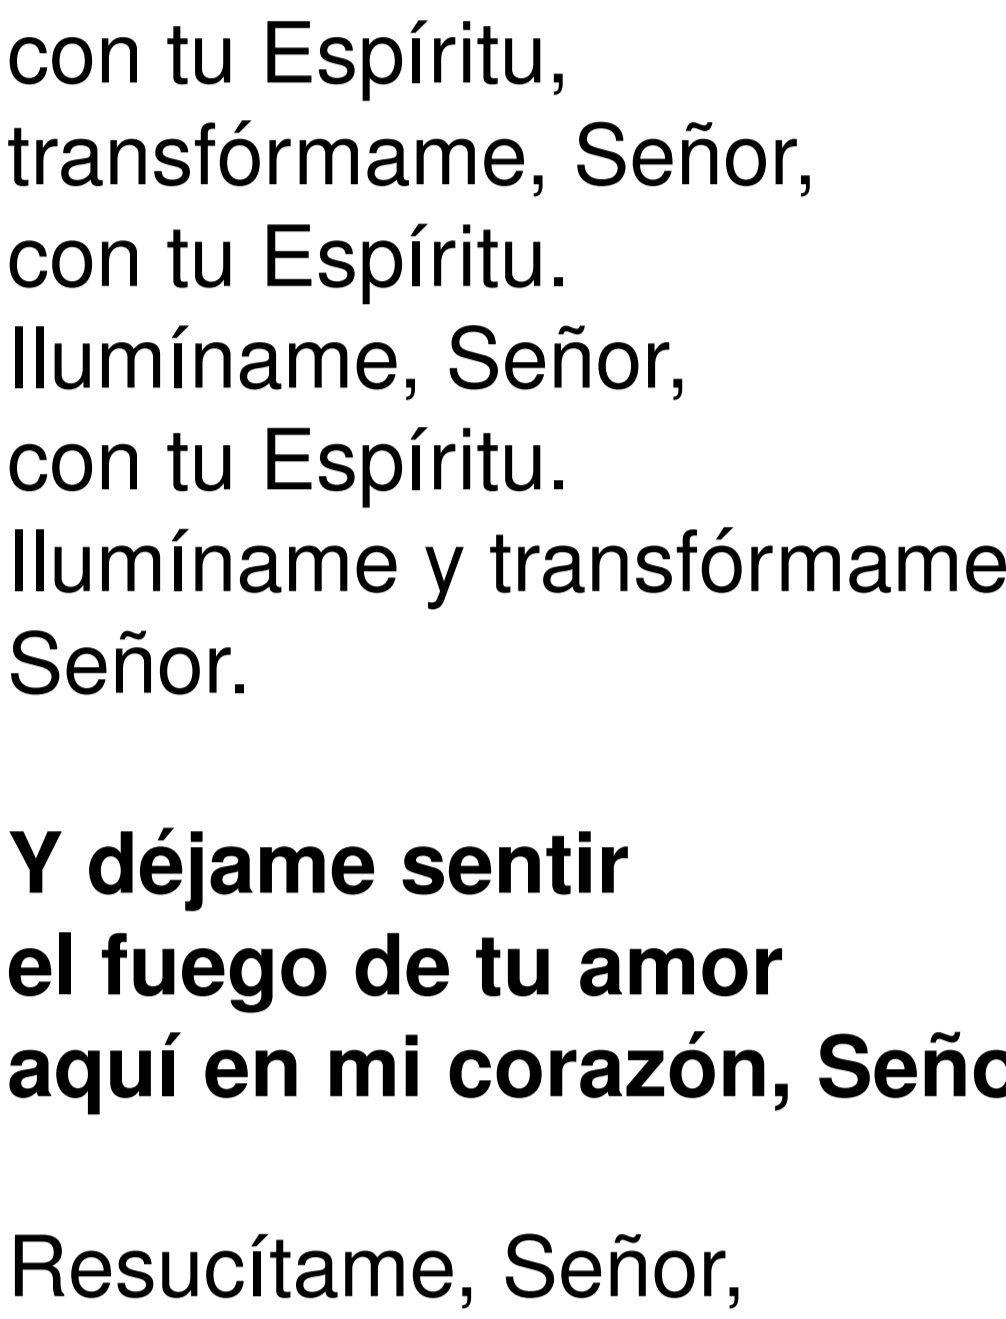 con tu Espíritu,
transfórmame, Señor,
con tu Espíritu.
Ilumíname, Señor,
con tu Espíritu.
Ilumíname y transfórmame
Señor.
Y déjame sentir
el fuego de tu amor
aquí en mi corazón,
Resucítame, Señor,